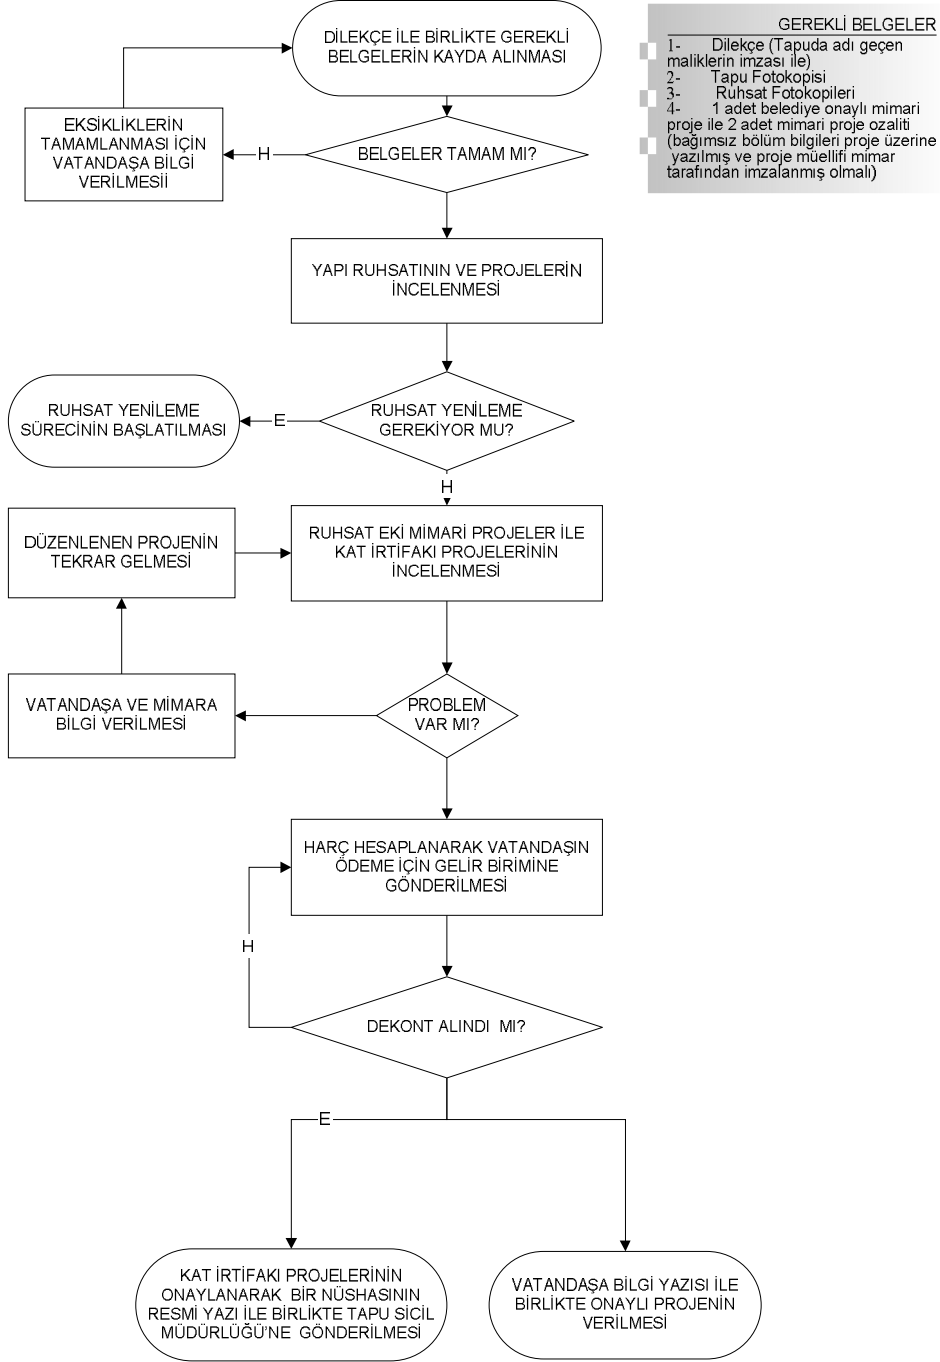 DİLEKÇE İLE BİRLİKTE GEREKLİ
BELGELERİN KAYDA ALINMASI
GEREKLİ BELGELER
1- Dilekçe (Tapuda adı geçen
maliklerin imzası ile)
2- Tapu Fotokopisi
3- Ruhsat Fotokopileri
4- 1 adet belediye onaylı mimari
proje ile 2 adet mimari proje ozaliti
(bağımsız bölüm bilgileri proje üzerine
yazılmış ve proje müellifi mimar
tarafından imzalanmış olmalı)
EKSİKLİKLERİN
TAMAMLANMASI İÇİN
VATANDAŞA BİLGİ
VERİLMESİİ
H
BELGELER TAMAM MI?
YAPI RUHSATININ VE PROJELERİN
İNCELENMESİ
RUHSAT YENİLEME
SÜRECİNİN BAŞLATILMASI
E
RUHSAT YENİLEME
GEREKİYOR MU?
H
DÜZENLENEN PROJENİN
TEKRAR GELMESİ
RUHSAT EKİ MİMARİ PROJELER İLE
KAT İRTİFAKI PROJELERİNİN
İNCELENMESİ
VATANDAŞA VE MİMARA
BİLGİ VERİLMESİ
PROBLEM
VAR MI?
HARÇ HESAPLANARAK VATANDAŞIN
ÖDEME İÇİN GELİR BİRİMİNE
GÖNDERİLMESİ
H
DEKONT ALINDI MI?
E
KAT İRTİFAKI PROJELERİNİN
ONAYLANARAK BİR NÜSHASININ
RESMİ YAZI İLE BİRLİKTE TAPU SİCİL
MÜDÜRLÜĞÜ'NE GÖNDERİLMESİ
VATANDAŞA BİLGİ YAZISI İLE
BİRLİKTE ONAYLI PROJENİN
VERİLMESİ